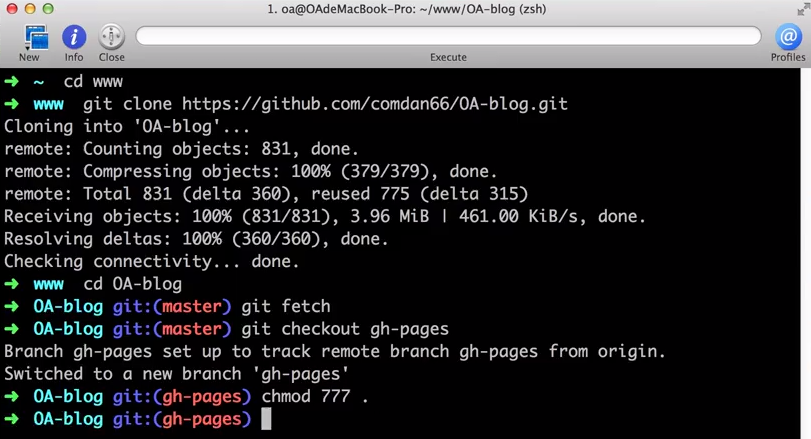 1. oa@OAdeMacBook-Pro: ~/www/OA-blog (zsh)
New Info Close Execute Profiles
➜ ~ cd www
➜ www git clone https://github.com/comdan66/OA-blog.git
Cloning into 'OA-blog'...
remote: Counting objects: 831, done.
remote: Compressing objects: 100% (379/379), done.
remote: Total 831 (delta 360), reused 775 (delta 315)
Receiving objects: 100% (831/831), 3.96 MiB | 461.00 KiB/s, done.
Resolving deltas: 100% (360/360), done.
Checking connectivity... done.
➜ www cd OA-blog
➜ OA-blog git:(master) git fetch
➜ OA-blog git:(master) git checkout gh-pages
Branch gh-pages set up to track remote branch gh-pages from origin.
Switched to a new branch 'gh-pages'
➜ OA-blog git:(gh-pages) chmod 777 .
➜ OA-blog git:(gh-pages)